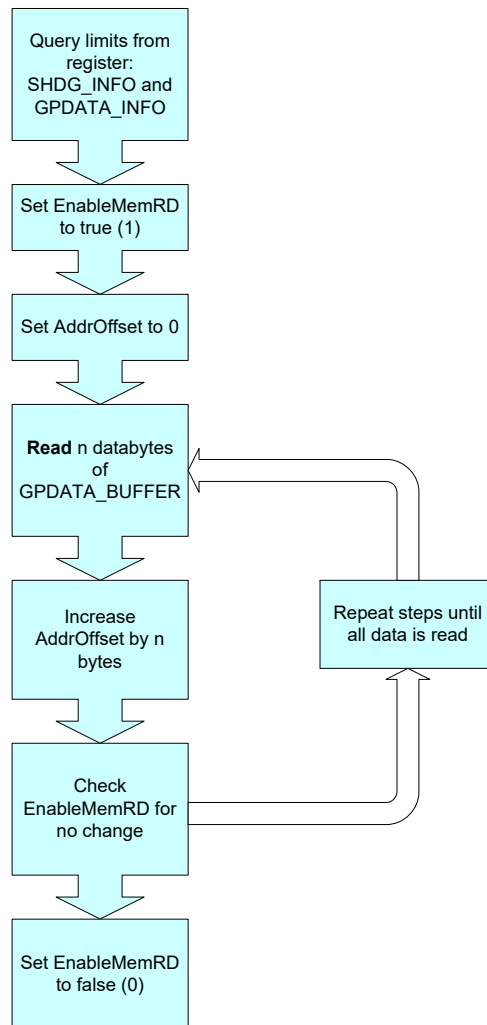 Query limits from
register:
SHDG_INFO and
GPDATA_INFO
Set EnableMemRD
to true (1)
Set AddrOffset to 0
Read n databytes
of
GPDATA_BUFFER
Increase
AddrOffset by n
bytes
Repeat steps until
all data is read
Check
EnableMemRD for
no change
Set EnableMemRD
to false (0)